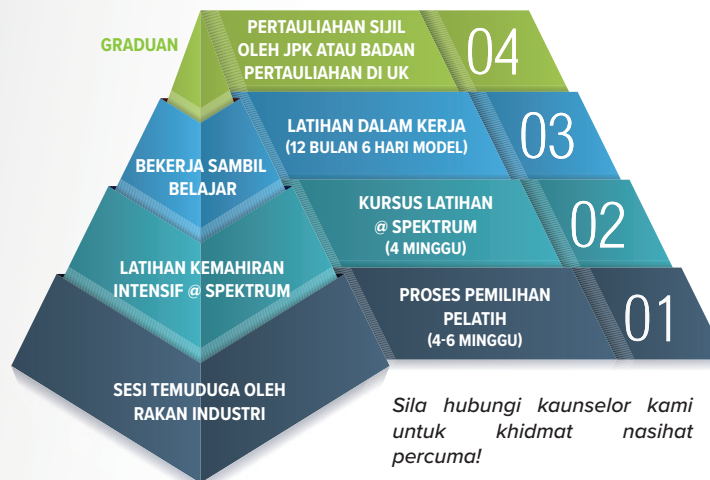 GRADUAN
PERTAULIAHAN SIJIL
OLEH JPK ATAU BADAN
PERTAULIAHAN DI UK
04
BEKERJA SAMBIL
BELAJAR
LATIHAN DALAM KERJA
(12 BULAN 6 HARI MODEL)
03
LATIHAN KEMAHIRAN
INTENSIF @ SPEKTRUM
KURSUS LATIHAN
@ SPEKTRUM
(4 MINGGU)
02
SESI TEMUDUGA OLEH
RAKAN INDUSTRI
PROSES PEMILIHAN
PELATIH
(4-6 MINGGU)
01
Sila hubungi kaunselor kami
untuk khidmat nasihat
percuma!